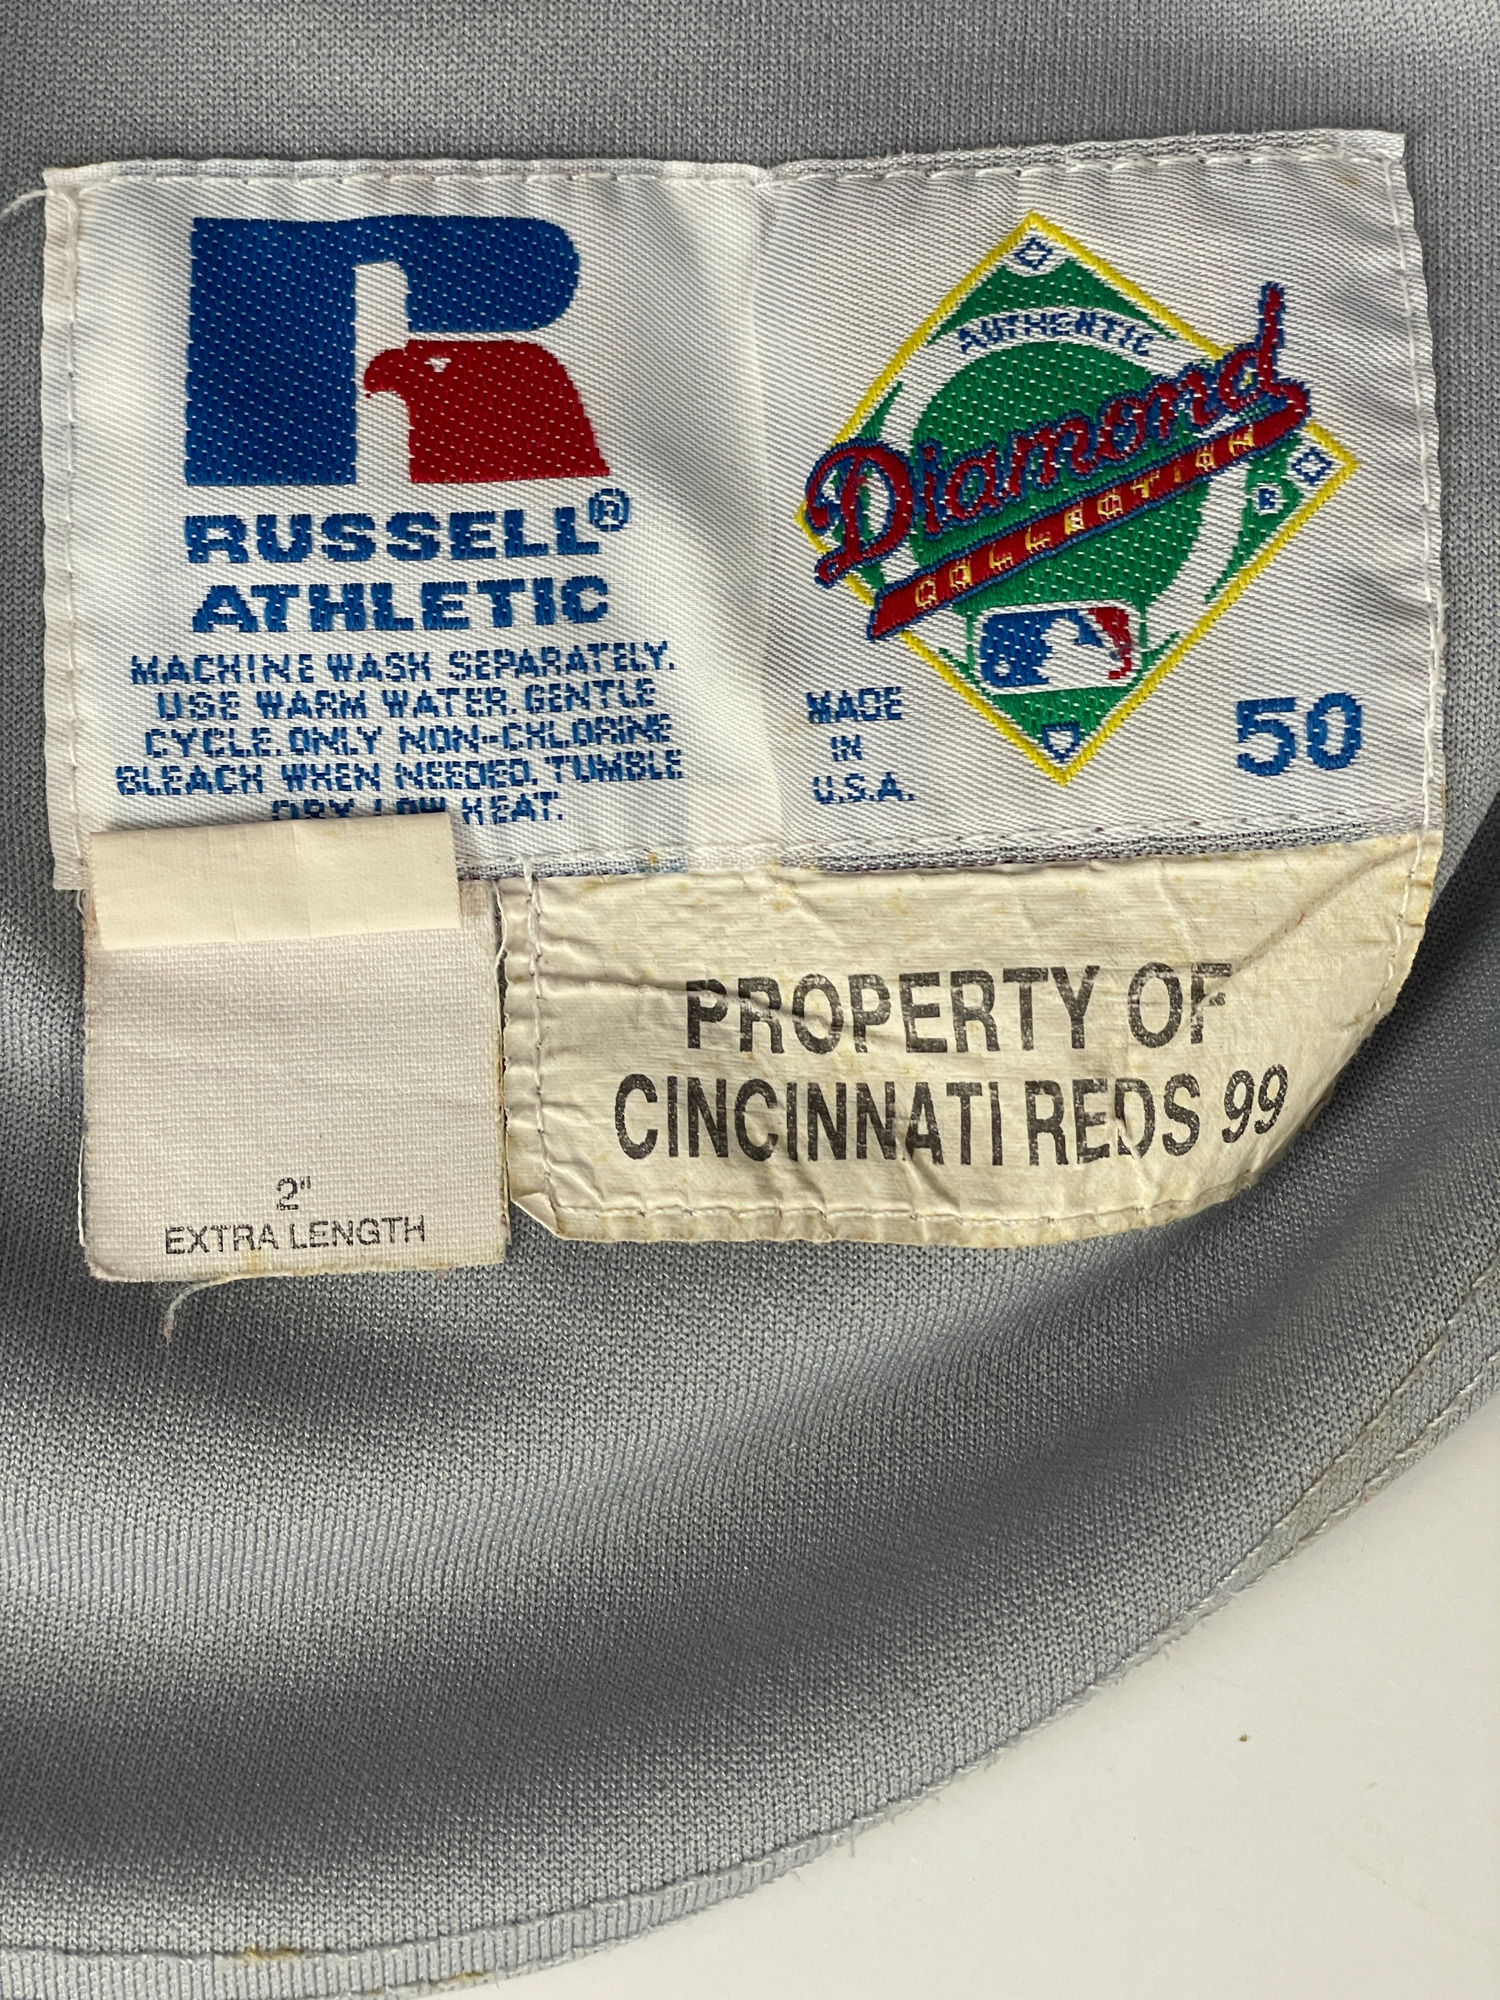 RUSSELL®
ATHLETIC
MACHINE WASH SEPARATELY.
USE WARM WATER. GENTLE
CYCLE. ONLY NON-CHLORINE
BLEACH WHEN NEEDED. TUMBLE
DRY LOW HEAT.
AUTHENTIC
Diamond
COLLECTION
MADE
IN
U.S.A.
50
2"
EXTRA LENGTH
PROPERTY OF
CINCINNATI REDS 99